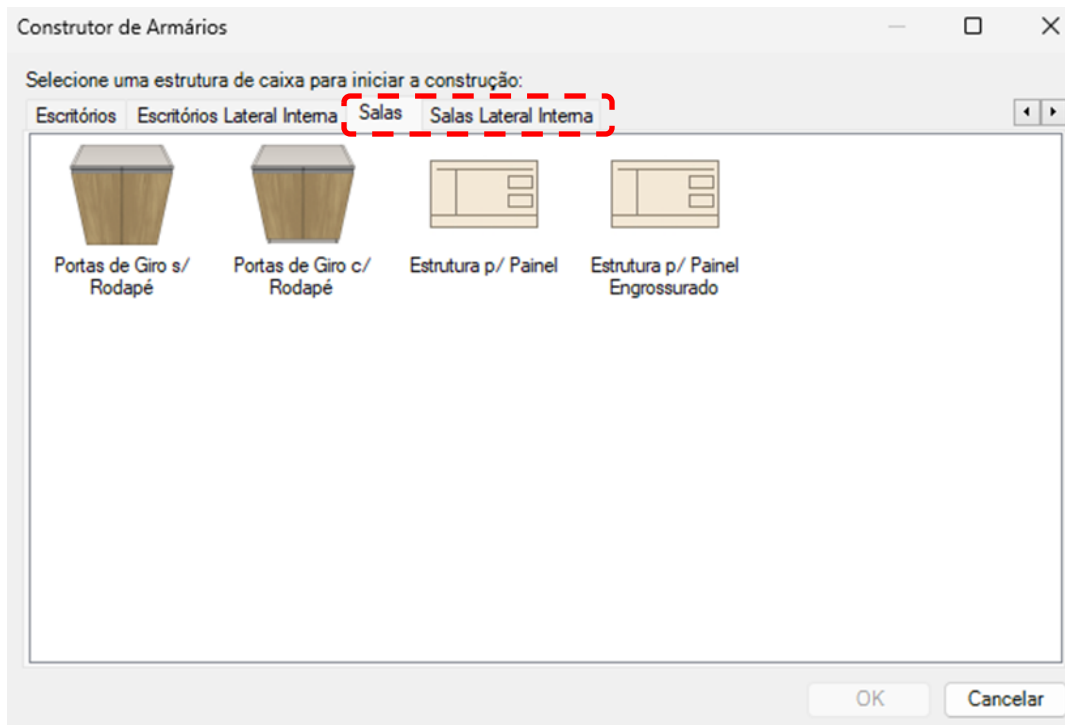 Construtor de Armários
Selecione uma estrutura de caixa para iniciar a construção:
Escritórios Escritórios Lateral Interna Salas Salas Lateral Interna
Portas de Giro s/ Rodapé
Portas de Giro c/ Rodapé
Estrutura p/ Painel
Estrutura p/ Painel Engrossurado
OK Cancelar